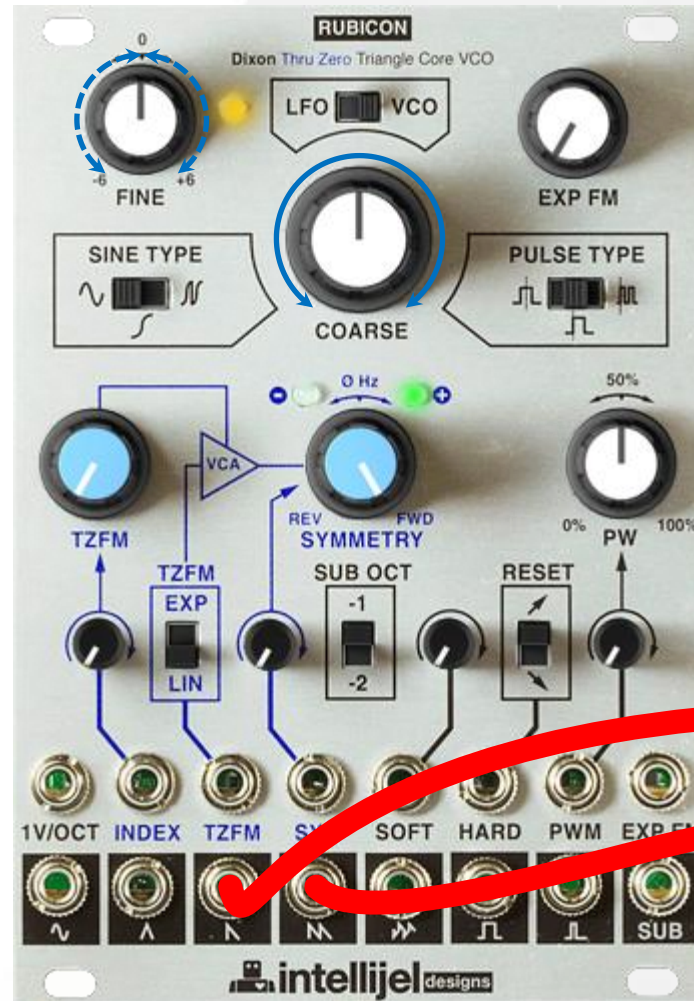 RUBICON
Dixon Thru Zero Triangle Core VCO
0
LFO VCO
-6 +6
FINE
EXP FM
SINE TYPE
PULSE TYPE
COARSE
50%
Ø Hz
VCA
REV FWD
0% 100%
TZFM
SYMMETRY
PW
TZFM
SUB OCT
RESET
EXP
-1
LIN
-2
1V/OCT INDEX TZFM SOFT HARD PWM EXP FM
SUB
intellijel designs